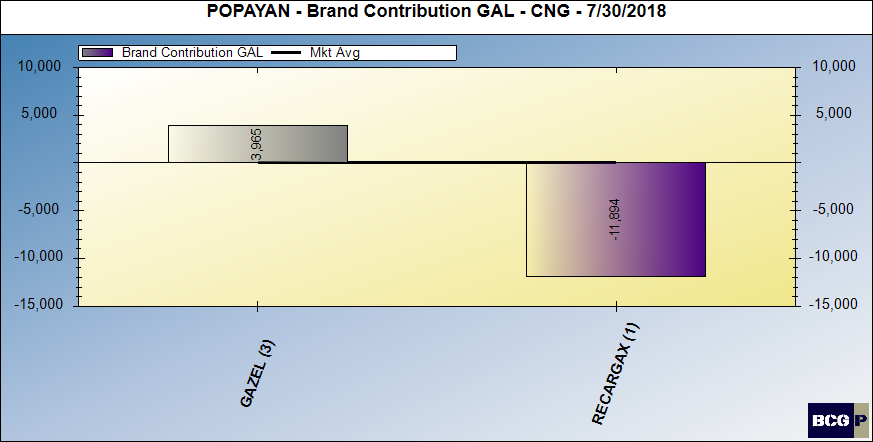 POPAYAN - Brand Contribution GAL - CNG - 7/30/2018
Brand Contribution GAL Mkt Avg
10,000 10,000
5,000 5,000
3,965
-5,000 -5,000
-11,894
-10,000 -10,000
-15,000 -15,000
GAZEL (3)
RECARGAX (1)
BCG P